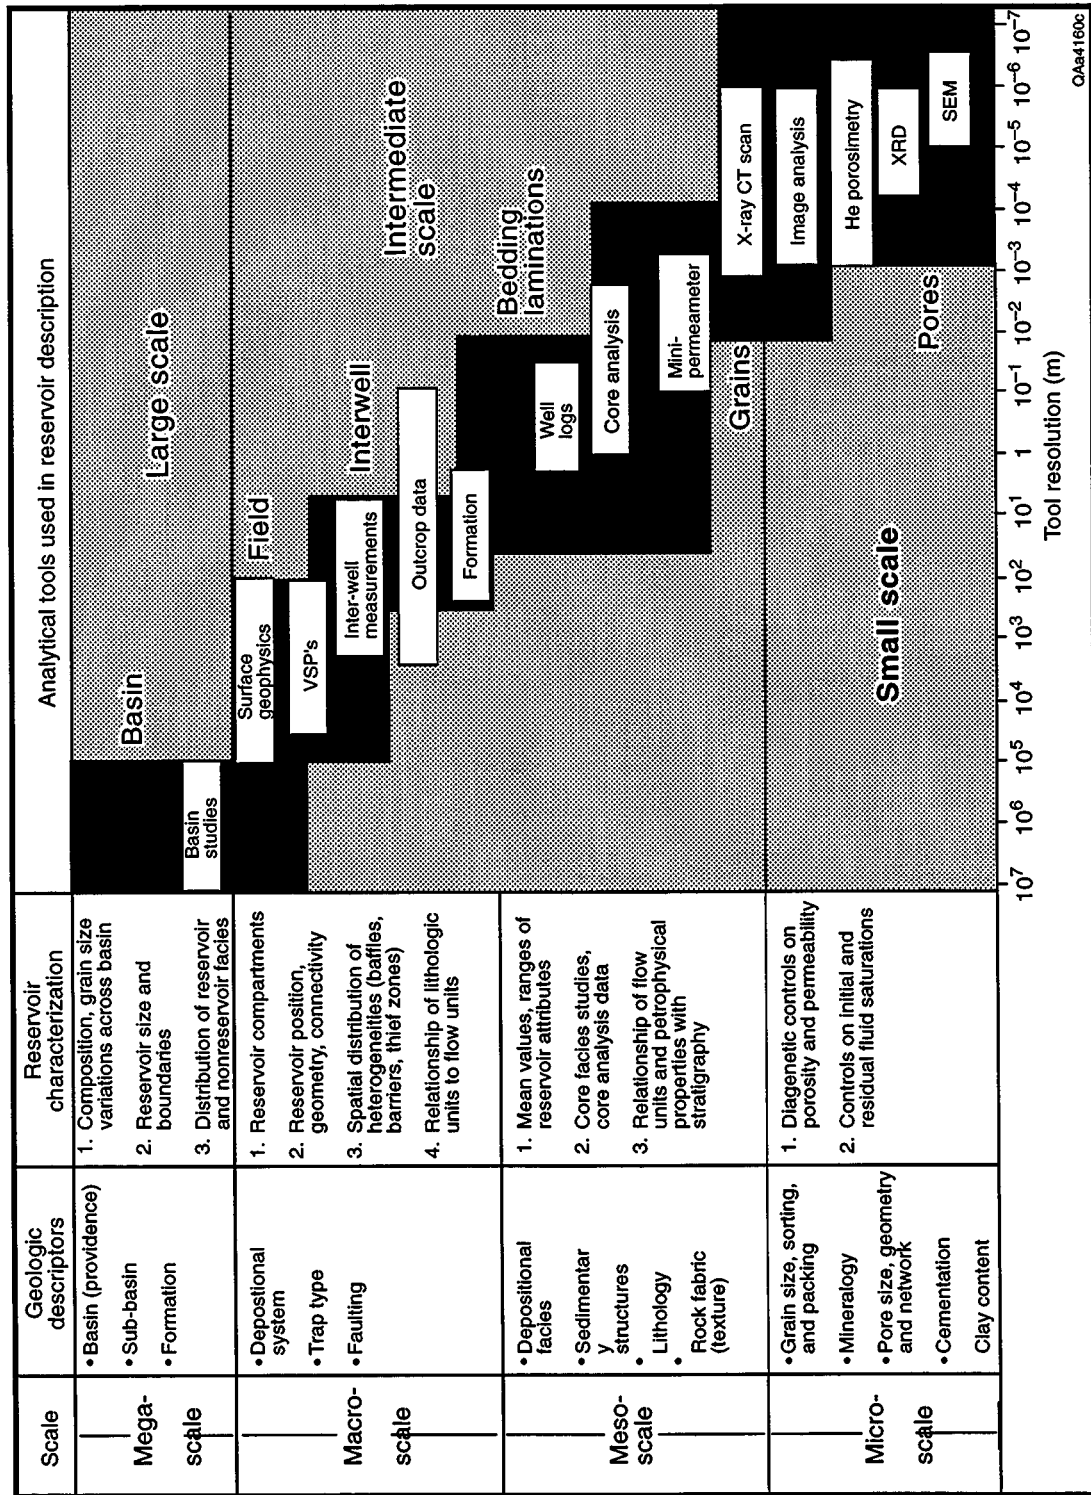 Scale
Geologic
descriptors
Reservoir
characterization
Analytical tools used in reservoir description
Mega-
scale
• Basin (providence)
• Sub-basin
• Formation
1. Composition, grain size
variations across basin
2. Reservoir size and
boundaries
3. Distribution of reservoir
and nonreservoir facies
Basin
Large scale
Basin
studies
Macro-
scale
• Depostional
system
• Trap type
• Faulting
1. Reservoir compartments
2. Reservoir position,
geometry, connectivity
3. Spatial distribution of
heterogeneities (baffles,
barriers, thief zones)
4. Relationship of lithologic
units to flow units
Surface
geophysics
Field
VSP's
Inter-well
measurements
Interwell
Intermediate
scale
Outcrop data
Formation
Meso-
scale
• Depositional
facies
• Sedimentar
y
structures
• Lithology
• Rock fabric
(texture)
1. Mean values, ranges of
reservoir attributes
2. Core facies studies,
core analysis data
3. Relationship of flow
units and petrophysical
properties with
stratigraphy
Bedding
laminations
Well
logs
Core analysis
Mini-
permeameter
Grains
X-ray CT scan
Micro-
scale
• Grain size, sorting,
and packing
• Mineralogy
• Pore size, geometry
and network
• Cementation
Clay content
1. Diagenetic controls on
porosity and permeability
2. Controls on initial and
residual fluid saturations
Image analysis
He porosimetry
XRD
SEM
Small scale
Pores
10⁷ 10⁶ 10⁵ 10⁴ 10³ 10² 10¹ 1 10⁻¹ 10⁻² 10⁻³ 10⁻⁴ 10⁻⁵ 10⁻⁶ 10⁻⁷
Tool resolution (m)
QAa4160c